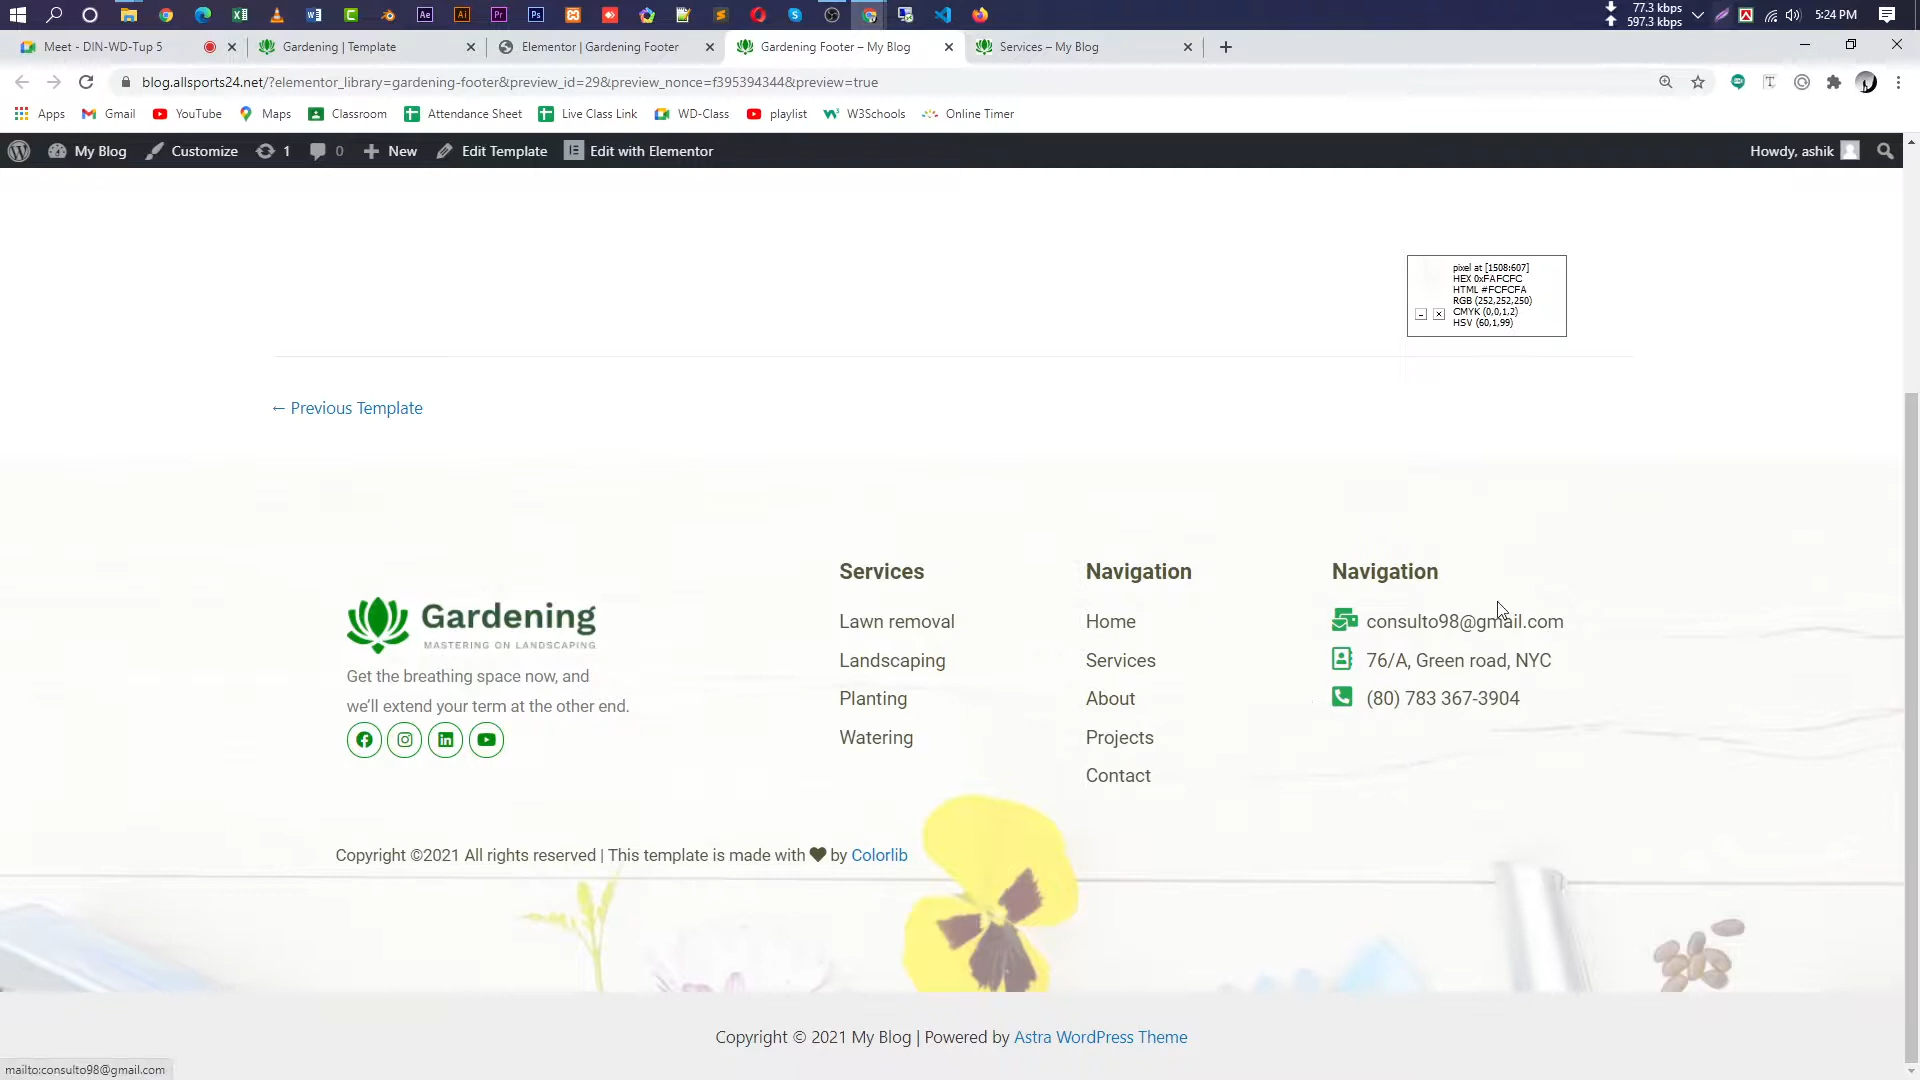 77.3 kbps
597.3 kbps
5:24 PM
Meet - DIN-WD-Tup 5
Gardening | Template
Elementor | Gardening Footer
Gardening Footer – My Blog
Services – My Blog
blog.allsports24.net/?elementor_library=gardening-footer&preview_id=29&preview_nonce=f395394344&preview=true
Apps
Gmail
YouTube
Maps
Classroom
Attendance Sheet
Live Class Link
WD-Class
playlist
W3Schools
Online Timer
My Blog
Customize
1
0
New
Edit Template
Edit with Elementor
Howdy, ashik
pixel at [1508:607]
HEX 0xFAFCFC
HTML #FCFCFA
RGB (252,252,250)
CMYK (0,0,1,2)
HSV (60,1,99)
← Previous Template
Gardening
MASTERING ON LANDSCAPING
Get the breathing space now, and
we’ll extend your term at the other end.
Services
Lawn removal
Landscaping
Planting
Watering
Navigation
Home
Services
About
Projects
Contact
Navigation
consulto98@gmail.com
76/A, Green road, NYC
(80) 783 367-3904
Copyright ©2021 All rights reserved | This template is made with ♥ by Colorlib
Copyright © 2021 My Blog | Powered by Astra WordPress Theme
mailto:consulto98@gmail.com